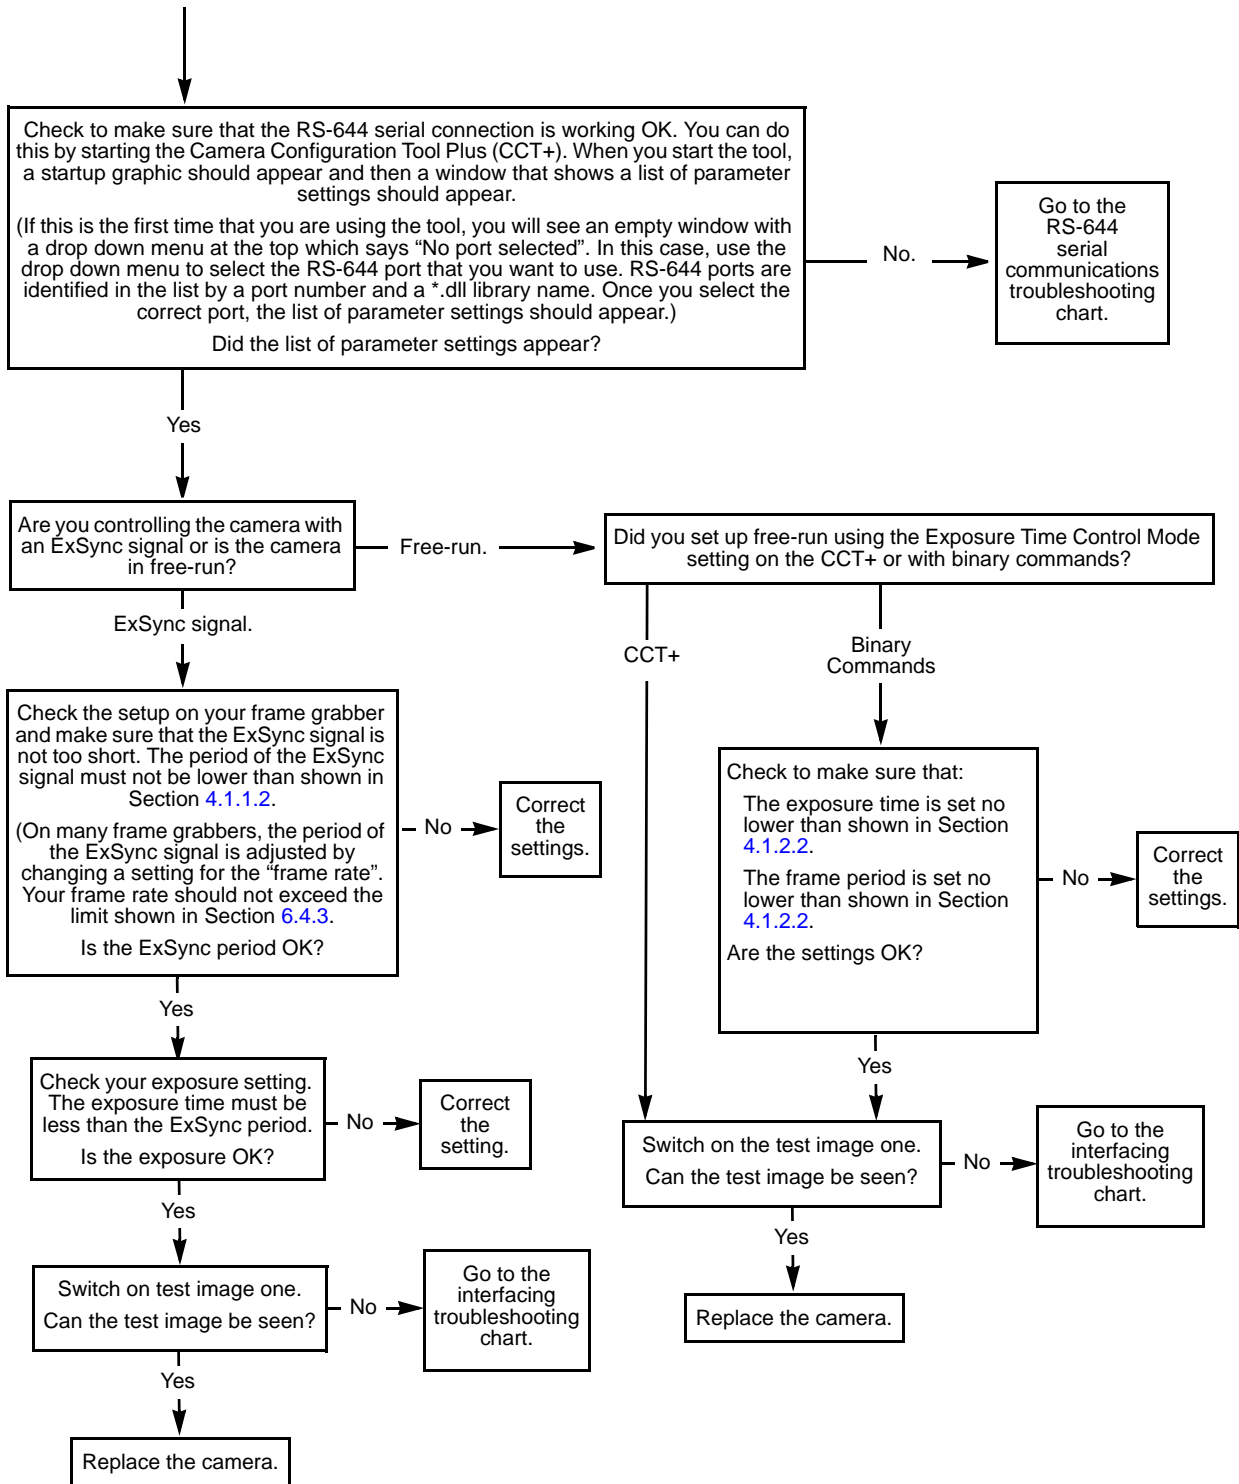 Check to make sure that the RS-644 serial connection is working OK. You can do
this by starting the Camera Configuration Tool Plus (CCT+). When you start the tool,
a startup graphic should appear and then a window that shows a list of parameter
settings should appear.
(If this is the first time that you are using the tool, you will see an empty window with
a drop down menu at the top which says “No port selected”. In this case, use the
drop down menu to select the RS-644 port that you want to use. RS-644 ports are
identified in the list by a port number and a *.dll library name. Once you select the
correct port, the list of parameter settings should appear.)
Did the list of parameter settings appear?
No.
Go to the
RS-644
serial
communications
troubleshooting
chart.
Yes
Are you controlling the camera with
an ExSync signal or is the camera
in free-run?
Free-run.
Did you set up free-run using the Exposure Time Control Mode
setting on the CCT+ or with binary commands?
ExSync signal.
CCT+
Binary
Commands
Check the setup on your frame grabber
and make sure that the ExSync signal is
not too short. The period of the ExSync
signal must not be lower than shown in
Section 4.1.1.2.
(On many frame grabbers, the period of
the ExSync signal is adjusted by
changing a setting for the “frame rate”.
Your frame rate should not exceed the
limit shown in Section 6.4.3.
Is the ExSync period OK?
No
Correct
the
settings.
Check to make sure that:
The exposure time is set no
lower than shown in Section
4.1.2.2.
The frame period is set no
lower than shown in Section
4.1.2.2.
Are the settings OK?
No
Correct
the
settings.
Yes
Yes
Check your exposure setting.
The exposure time must be
less than the ExSync period.
Is the exposure OK?
No
Correct
the
setting.
Switch on the test image one.
Can the test image be seen?
No
Go to the
interfacing
troubleshooting
chart.
Yes
Yes
Switch on test image one.
Can the test image be seen?
No
Go to the
interfacing
troubleshooting
chart.
Replace the camera.
Yes
Replace the camera.